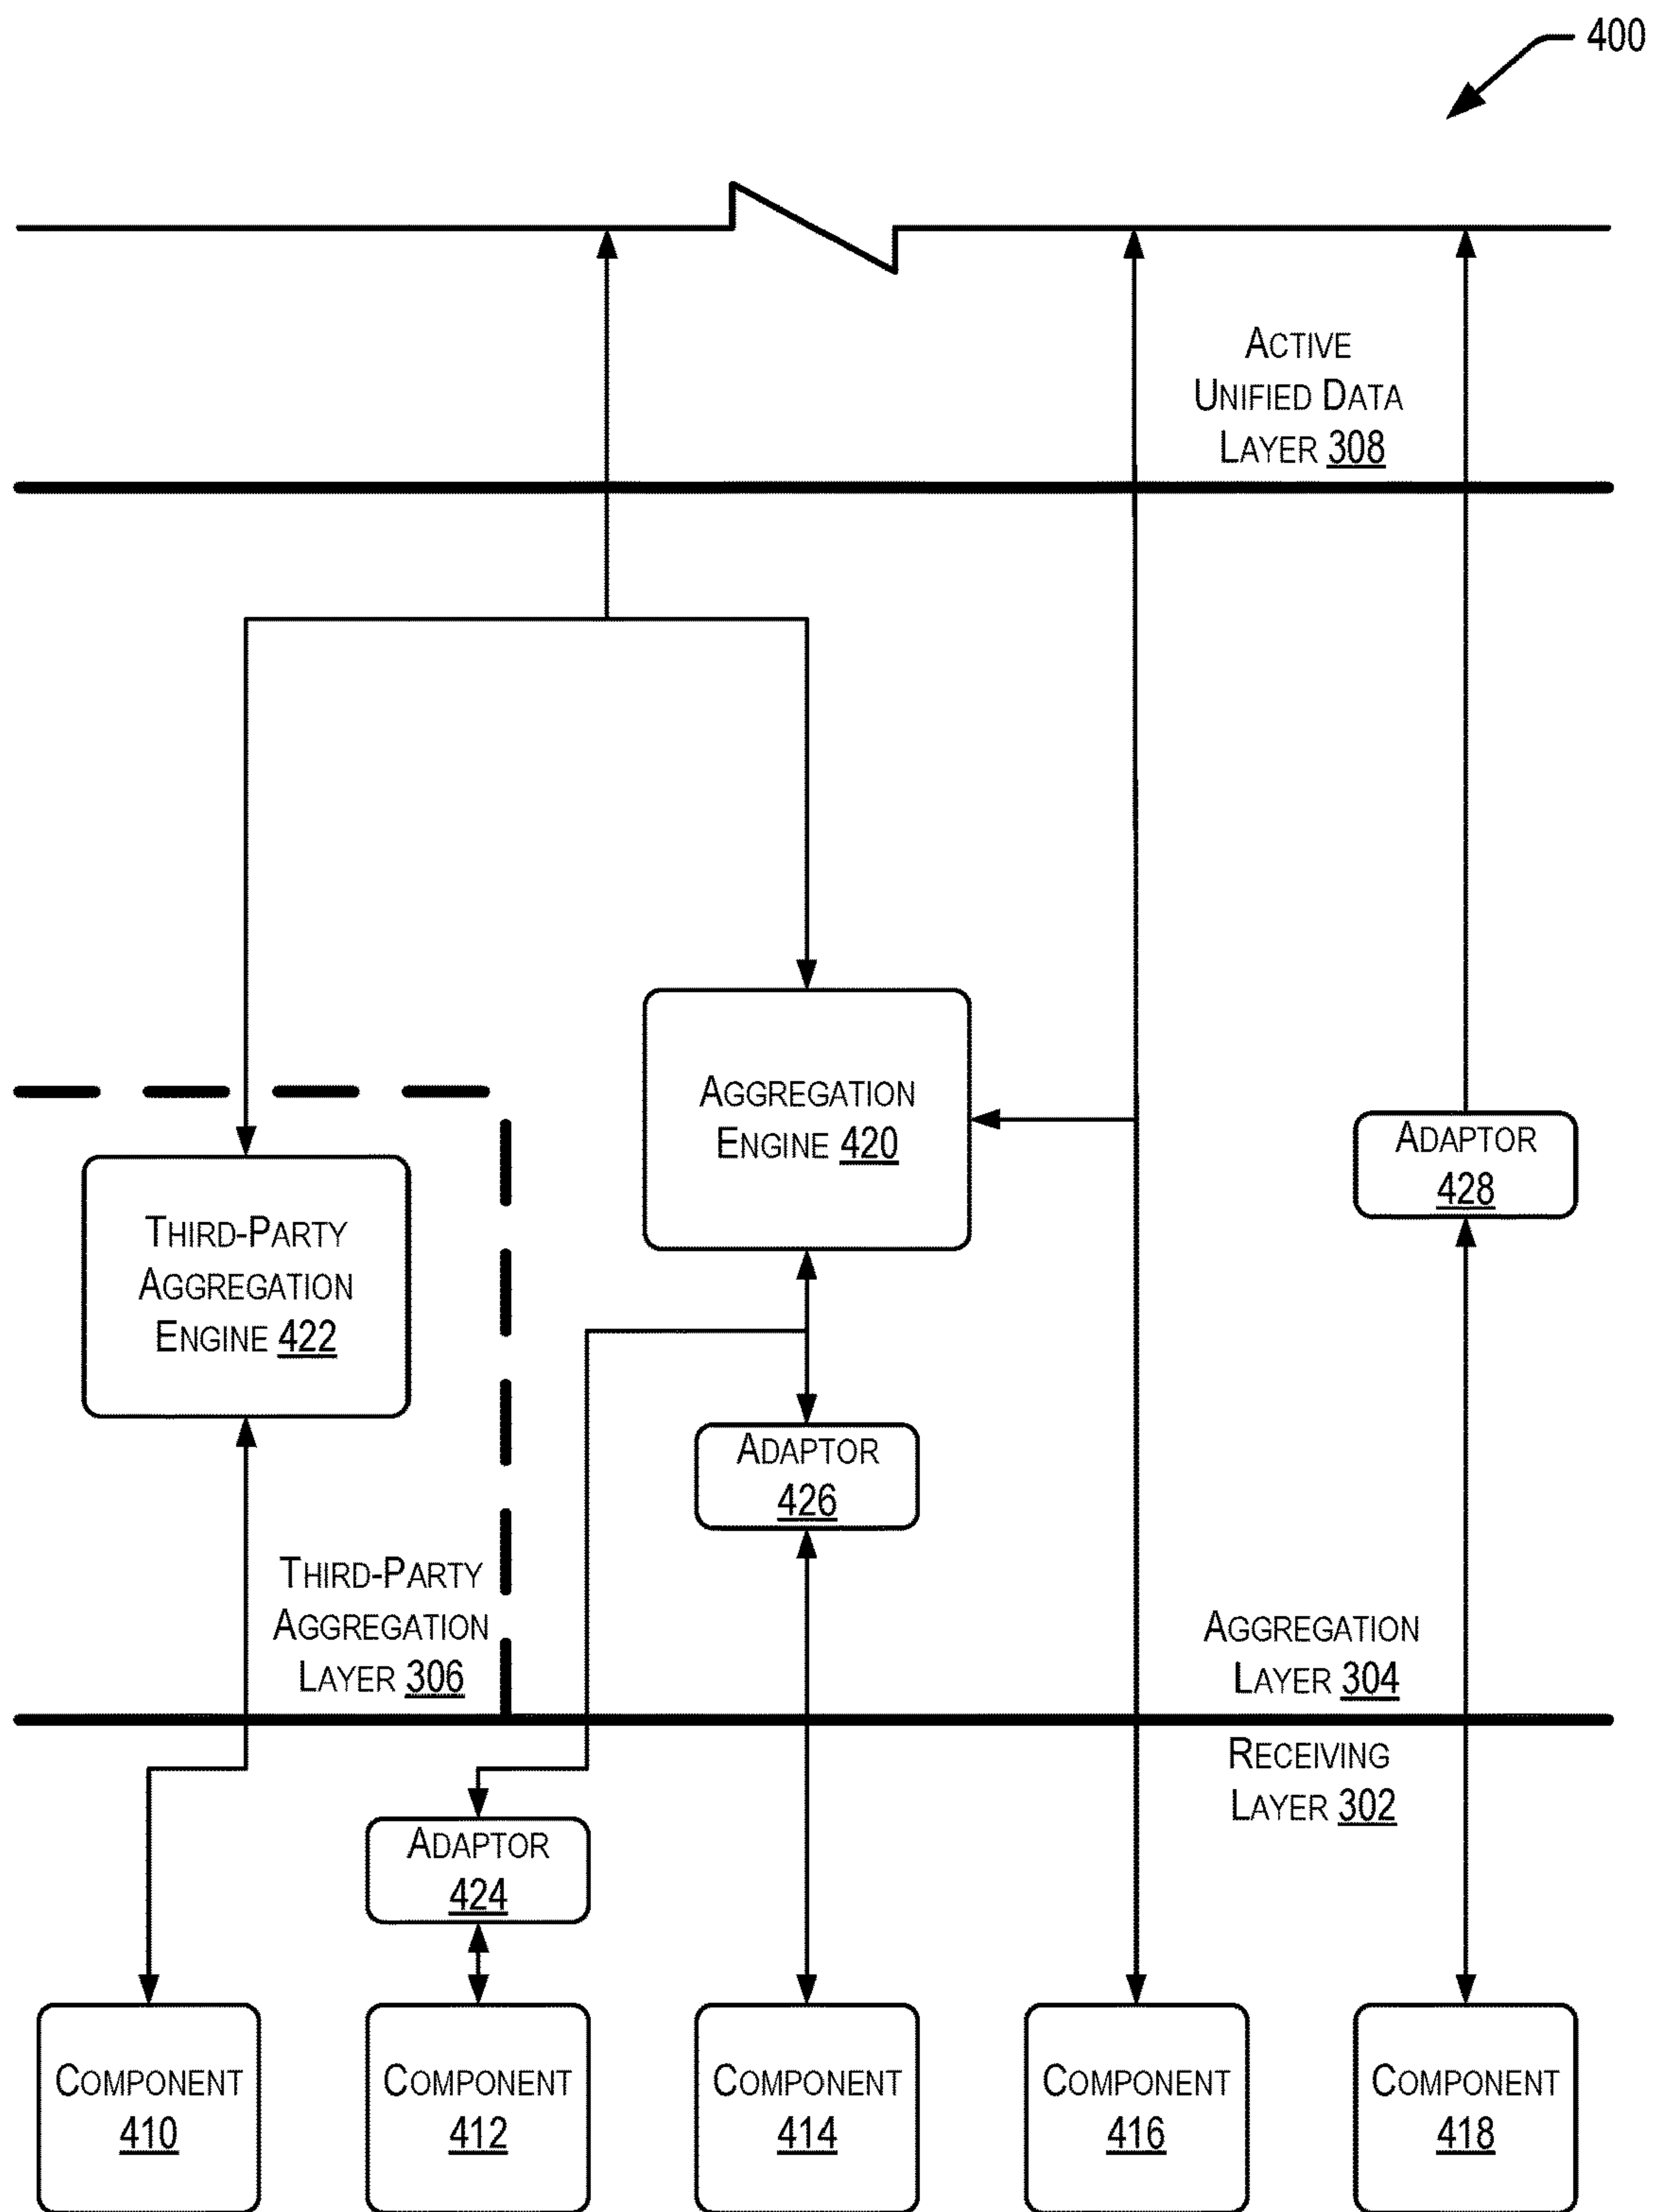 400
ACTIVE
UNIFIED DATA
LAYER 308
AGGREGATION
ENGINE 420
ADAPTOR
428
THIRD-PARTY
AGGREGATION
ENGINE 422
ADAPTOR
426
THIRD-PARTY
AGGREGATION
LAYER 306
AGGREGATION
LAYER 304
RECEIVING
LAYER 302
ADAPTOR
424
COMPONENT
410
COMPONENT
412
COMPONENT
414
COMPONENT
416
COMPONENT
418